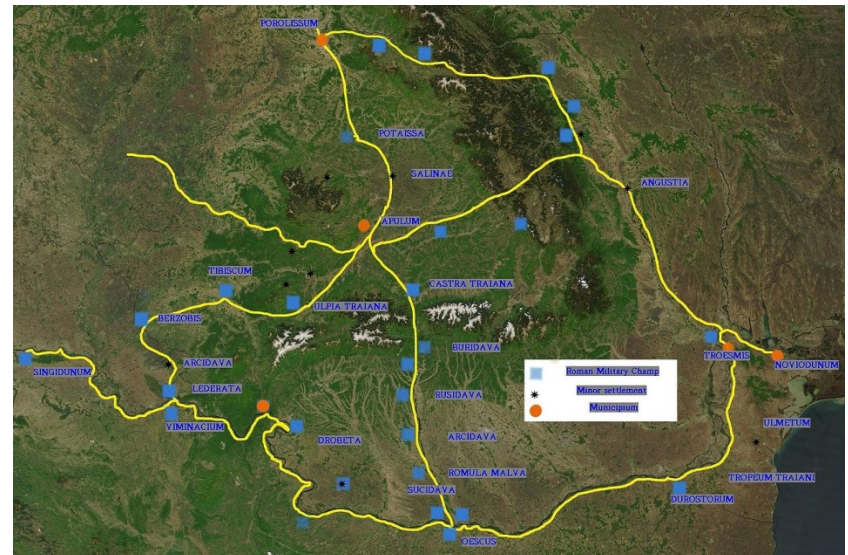 POROLISSUM
POTAISSA
SALINAE
ANGUSTIA
APULUM
TIBISCUM
CASTRA TRAIANA
ULPIA TRAIANA
BERZOBIS
BURIDAVA
TROESMIS
NOVIODUNUM
ARCIDAVA
SINGIDUNUM
Roman Military Champ
LEDERATA
RUSIDAVA
Minor settlement
Municipium
VIMINACIUM
ULMETUM
DROBETA
ARCIDAVA
ROMULA MALVA
TROPEUM TRAIANI
SUCIDAVA
DUROSTORUM
OESCUS